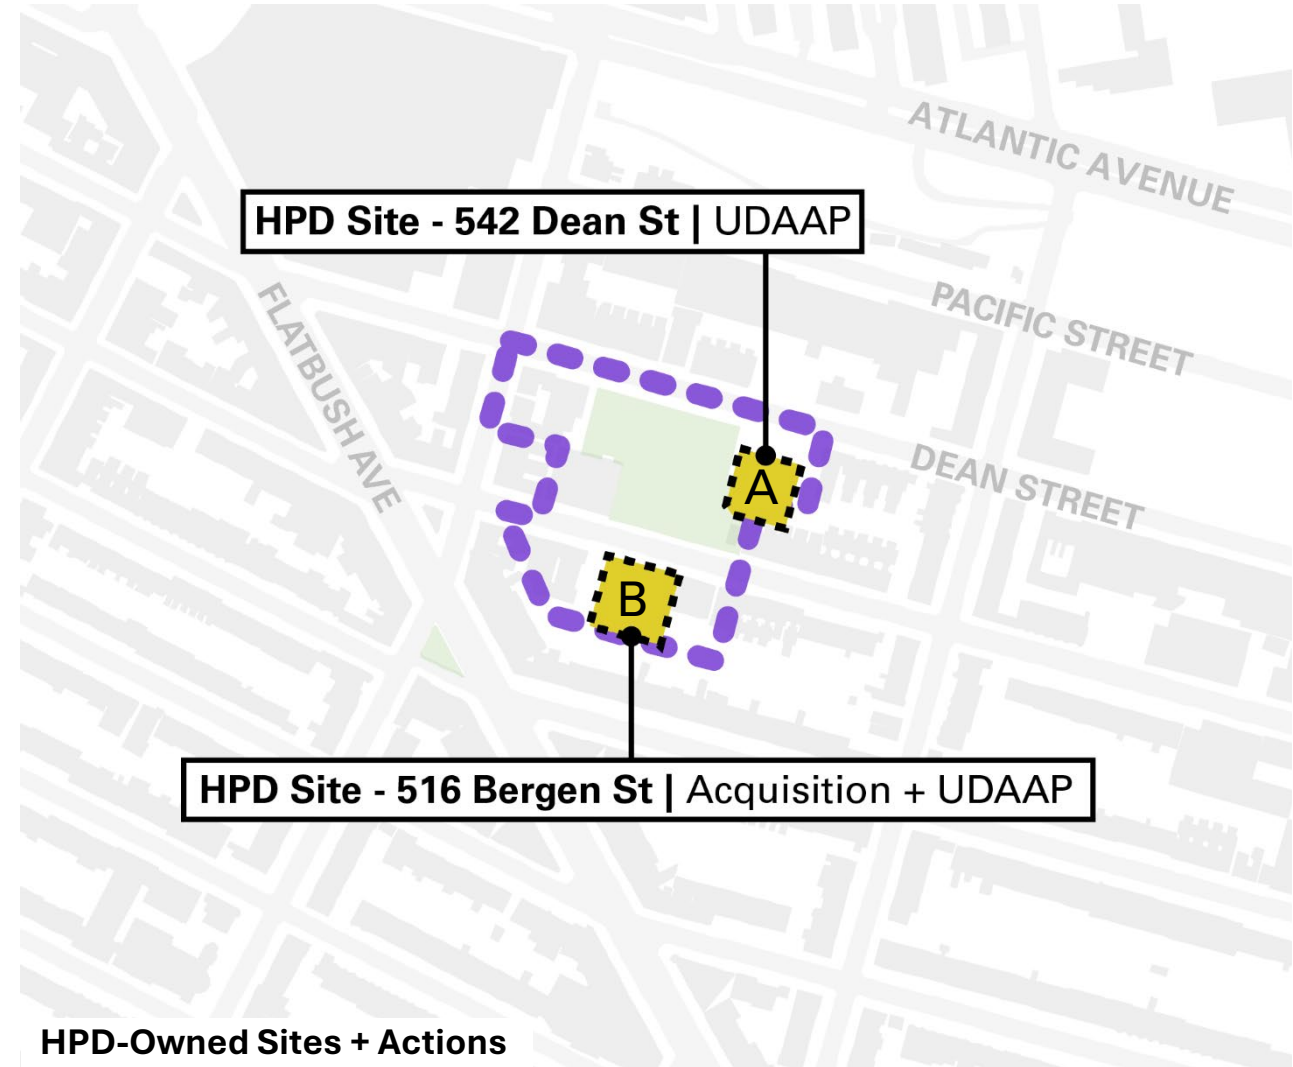 ATLANTIC AVENUE
HPD Site - 542 Dean St | UDAAP
PACIFIC STREET
FLATBUSH AVE
DEAN STREET
A
B
HPD Site - 516 Bergen St | Acquisition + UDAAP
HPD-Owned Sites + Actions